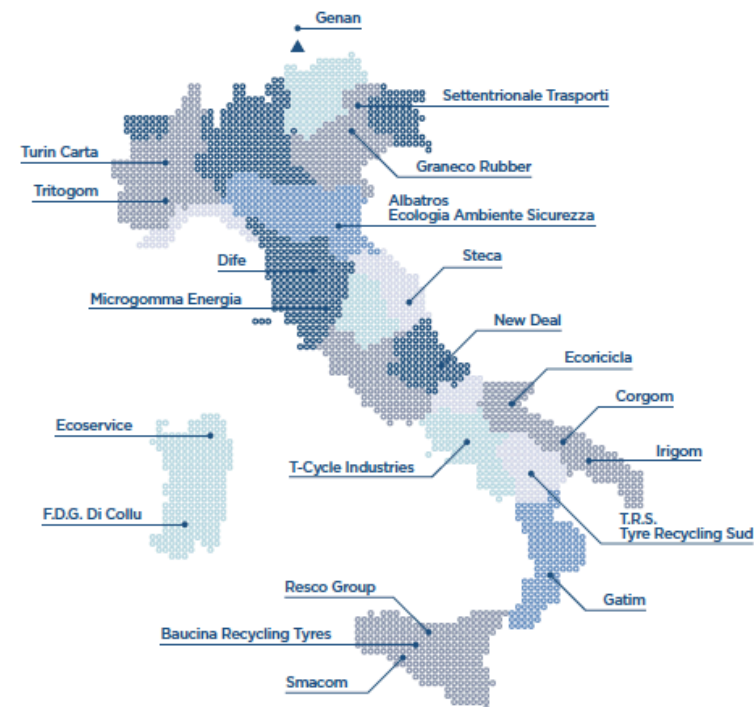 Genan
Settentrionale Trasporti
Turin Carta
Graneco Rubber
Tritogom
Albatros
Ecologia Ambiente Sicurezza
Dife
Steca
Microgomma Energia
New Deal
Ecoricicla
Corgom
Ecoservice
Irigom
T-Cycle Industries
F.D.G. Di Collu
T.R.S.
Tyre Recycling Sud
Resco Group
Gatim
Baucina Recycling Tyres
Smacom